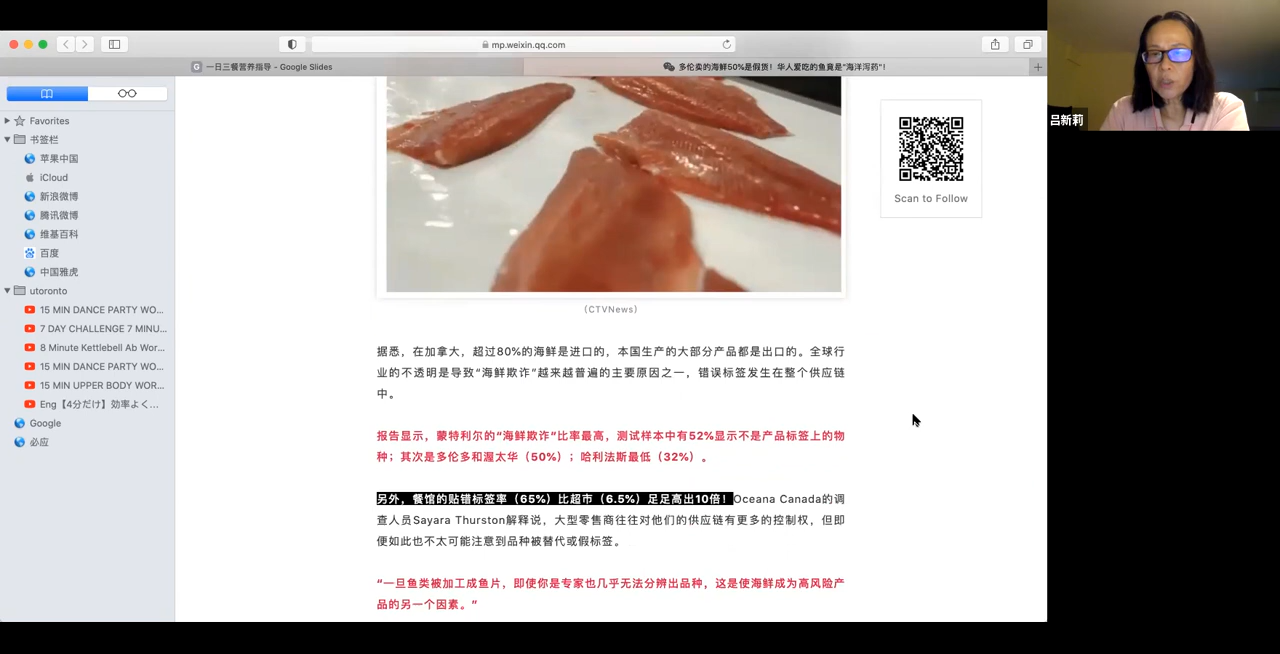 mp.weixin.qq.com
一日三餐营养指导 - Google Slides
多伦卖的海鲜50%是假货！华人爱吃的鱼竟是"海洋泻药"！
Favorites
书签栏
苹果中国
iCloud
新浪微博
腾讯微博
维基百科
百度
中国雅虎
utoronto
15 MIN DANCE PARTY WO...
7 DAY CHALLENGE 7 MINU...
8 Minute Kettlebell Ab Wor...
15 MIN DANCE PARTY WO...
15 MIN UPPER BODY WOR...
Eng【4分だけ】効率よく...
Google
必应
(CTVNews)
据悉，在加拿大，超过80%的海鲜是进口的，本国生产的大部分产品都是出口的。全球行
业的不透明是导致“海鲜欺诈”越来越普遍的主要原因之一，错误标签发生在整个供应链
中。
报告显示，蒙特利尔的“海鲜欺诈”比率最高，测试样本中有52%显示不是产品标签上的物
种；其次是多伦多和渥太华（50%）；哈利法斯最低（32%）。
另外，餐馆的贴错标签率（65%）比超市（6.5%）足足高出10倍！Oceana Canada的调
查人员Sayara Thurston解释说，大型零售商往往对他们的供应链有更多的控制权，但即
便如此也不太可能注意到品种被替代或假标签。
“一旦鱼类被加工成鱼片，即使你是专家也几乎无法分辨出品种，这是使海鲜成为高风险产
品的另一个因素。”
Scan to Follow
吕新莉